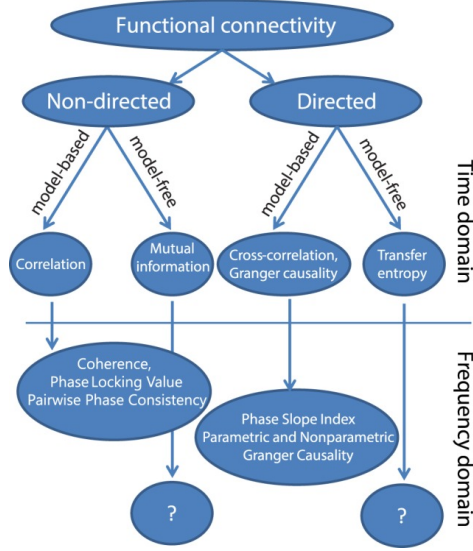 Functional connectivity
Non-directed
Directed
model-based
model-free
model-based
model-free
Time domain
Correlation
Mutual
information
Cross-correlation,
Granger causality
Transfer
entropy
Coherence,
Phase Locking Value
Pairwise Phase Consistency
Phase Slope Index
Parametric and Nonparametric
Granger Causality
Frequency domain
?
?